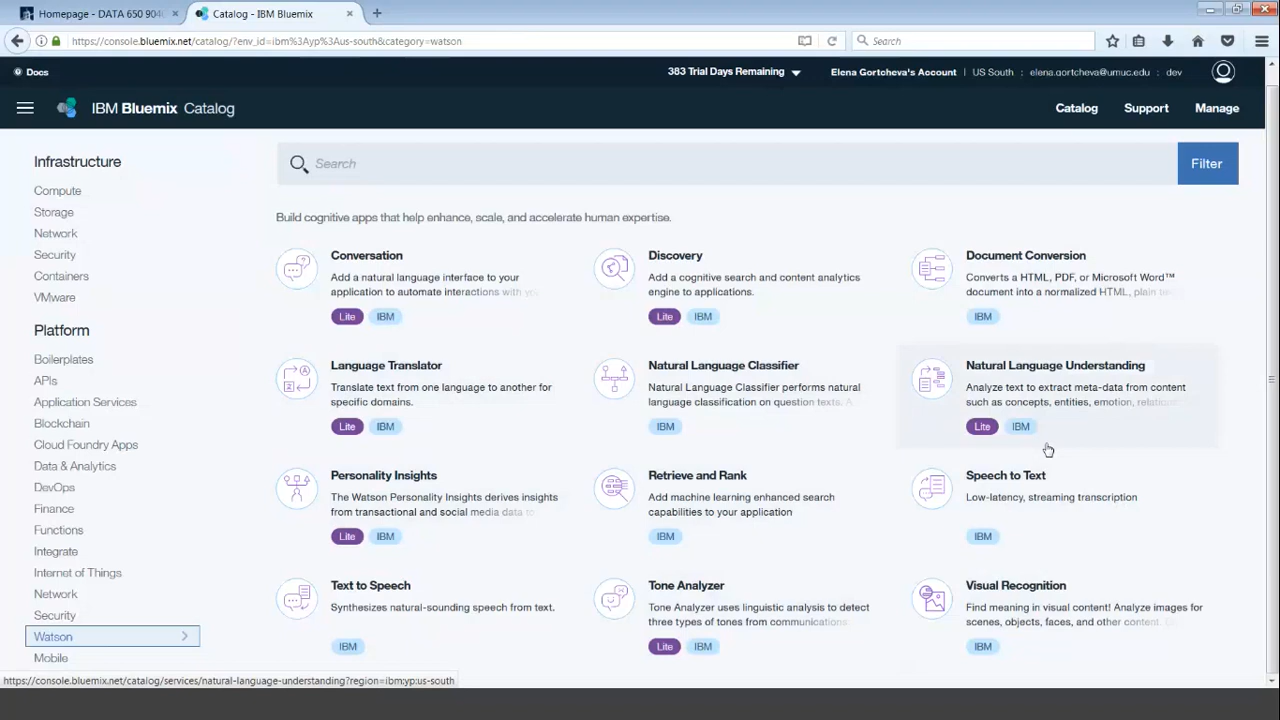 Homepage - DATA 650 904
Catalog - IBM Bluemix
https://console.bluemix.net/catalog/?env_id=ibm%3Ayp%3Aus-south&category=watson
Search
Docs
383 Trial Days Remaining
Elena Gortcheva's Account | US South : elena.gortcheva@umuc.edu : dev
IBM Bluemix Catalog
Catalog Support Manage
Infrastructure
Compute
Storage
Network
Security
Containers
VMware
Platform
Boilerplates
APIs
Application Services
Blockchain
Cloud Foundry Apps
Data & Analytics
DevOps
Finance
Functions
Integrate
Internet of Things
Network
Security
Watson
Mobile
Search
Filter
Build cognitive apps that help enhance, scale, and accelerate human expertise.
Conversation
Add a natural language interface to your
application to automate interactions with you
Lite IBM
Discovery
Add a cognitive search and content analytics
engine to applications.
Lite IBM
Document Conversion
Converts a HTML, PDF, or Microsoft Word™
document into a normalized HTML, plain
IBM
Language Translator
Translate text from one language to another for
specific domains.
Lite IBM
Natural Language Classifier
Natural Language Classifier performs natural
language classification on question texts. A
IBM
Natural Language Understanding
Analyze text to extract meta-data from content
such as concepts, entities, emotion,
Lite IBM
Personality Insights
The Watson Personality Insights derives insights
from transactional and social media data to
Lite IBM
Retrieve and Rank
Add machine learning enhanced search
capabilities to your application
IBM
Speech to Text
Low-latency, streaming transcription
IBM
Text to Speech
Synthesizes natural-sounding speech from text.
IBM
Tone Analyzer
Tone Analyzer uses linguistic analysis to detect
three types of tones from communications
Lite IBM
Visual Recognition
Find meaning in visual content! Analyze images for
scenes, objects, faces, and other content.
IBM
https://console.bluemix.net/catalog/services/natural-language-understanding?region=ibm:yp:us-south